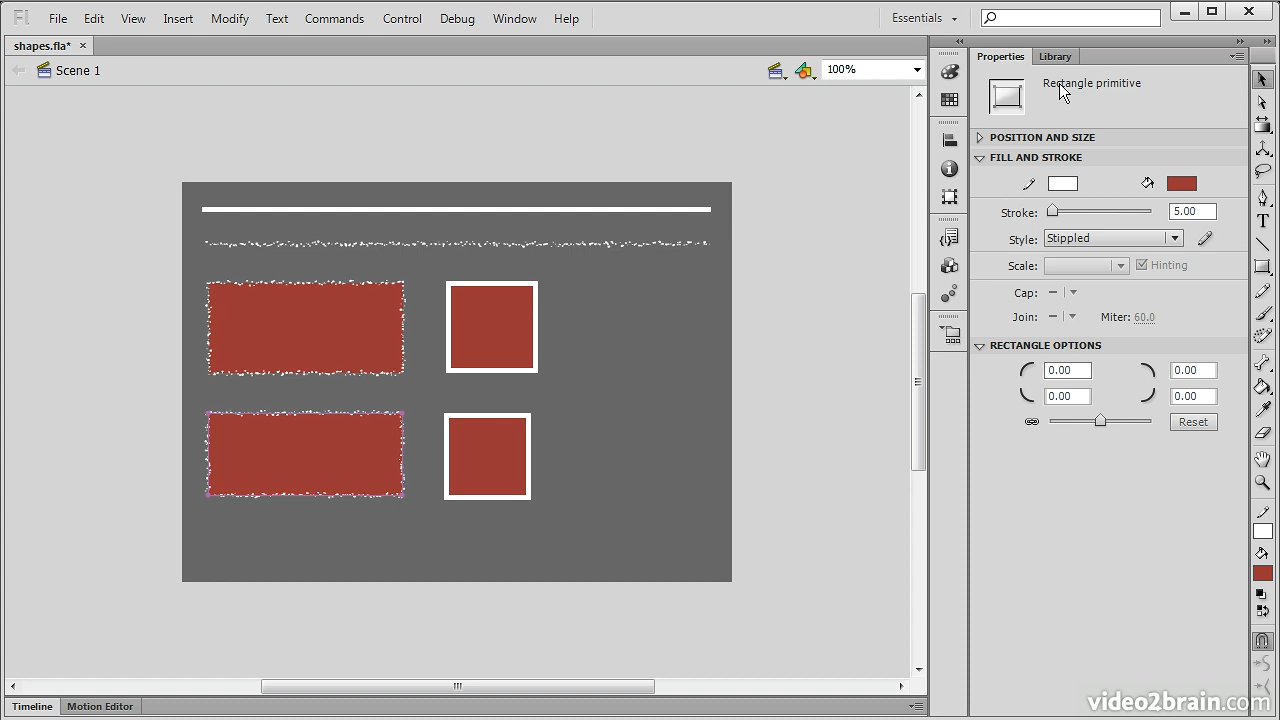 Fl File Edit View Insert Modify Text Commands Control Debug Window Help Essentials
shapes.fla* ×
Scene 1 100%
Properties Library
Rectangle primitive
POSITION AND SIZE
FILL AND STROKE
Stroke: 5.00
Style: Stippled
Scale: Hinting
Cap:
Join: Miter: 60.0
RECTANGLE OPTIONS
0.00 0.00
0.00 0.00
Reset
T
Timeline Motion Editor
video2brain.com